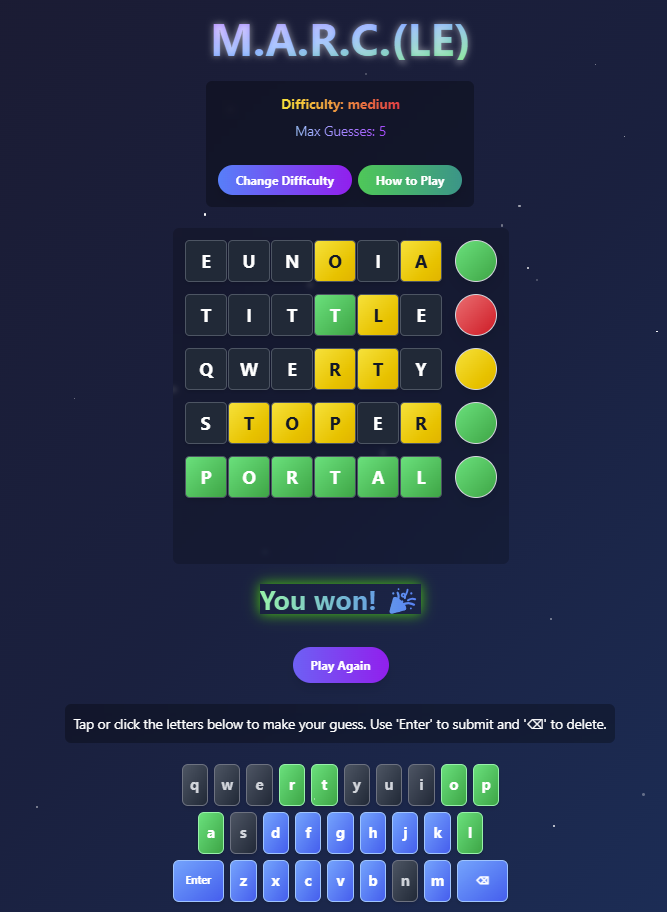 M.A.R.C.(LE)
Difficulty: medium
Max Guesses: 5
Change Difficulty How to Play
E U N O I A
T I T T L E
Q W E R T Y
S T O P E R
P O R T A L
You won! 🎉
Play Again
Tap or click the letters below to make your guess. Use 'Enter' to submit and '⌫' to delete.
q w e r t y u i o p
a s d f g h j k l
Enter z x c v b n m ⌫